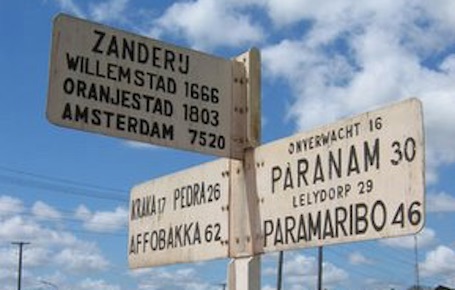 ZANDERIJ
WILLEMSTAD 1666
ORANJESTAD 1803
AMSTERDAM 7520
ONVERWACHT 16
PÀRANAM 30
LELYDORP 29
PARAMARIBO 46
KRAKA 17 PEDRA 26
AFFOBAKKA 62